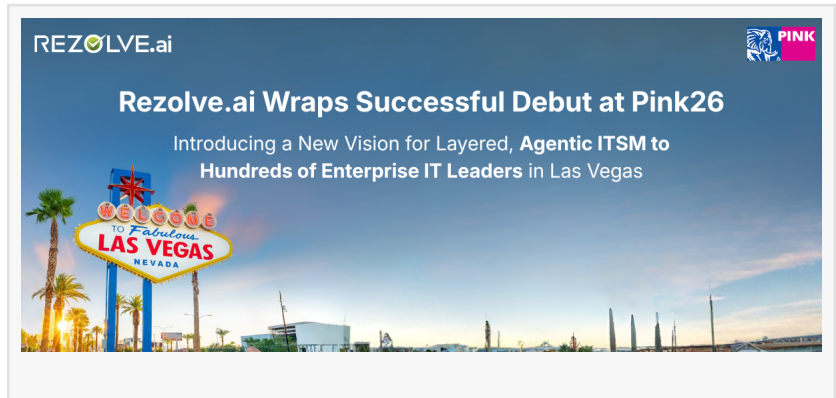 REZOLVE.ai
PINK
Rezolve.ai Wraps Successful Debut at Pink26
Introducing a New Vision for Layered, Agentic ITSM to
Hundreds of Enterprise IT Leaders in Las Vegas
WELCOME
TO Fabulous
LAS VEGAS
NEVADA